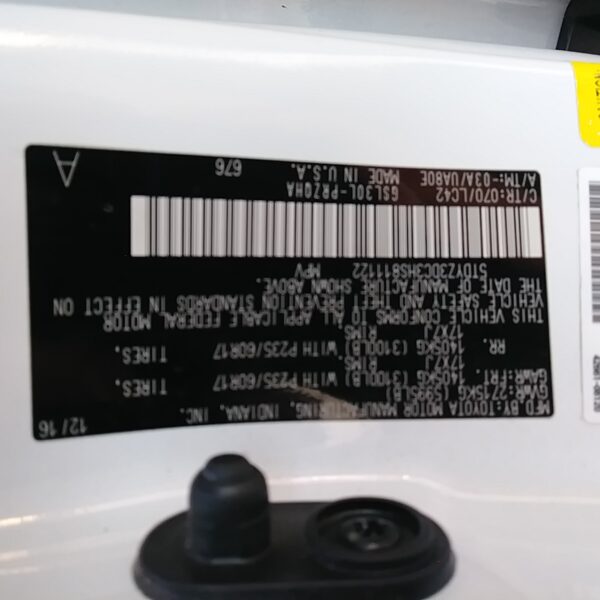 MFD BY:TOYOTA MOTOR MANUFACTURING, INDIANA, INC. 12/16
GVWR:2715KG (5995LB)
GAWR:FRT. 1405KG (3100LB) WITH P235/60R17 TIRES.
17X7J RIMS
RR. 1405KG (3100LB) WITH P235/60R17 TIRES.
17X7J RIMS
THIS VEHICLE CONFORMS TO ALL APPLICABLE FEDERAL MOTOR
VEHICLE SAFETY AND THEFT PREVENTION STANDARDS IN EFFECT ON
THE DATE OF MANUFACTURE SHOWN ABOVE.
5TDYZ3DC3HS811122 MPV
C/TR:070/LC42 GSL30L-PRZQHA
A/TM:-03A/UA80E MADE IN U.S.A. 676
A